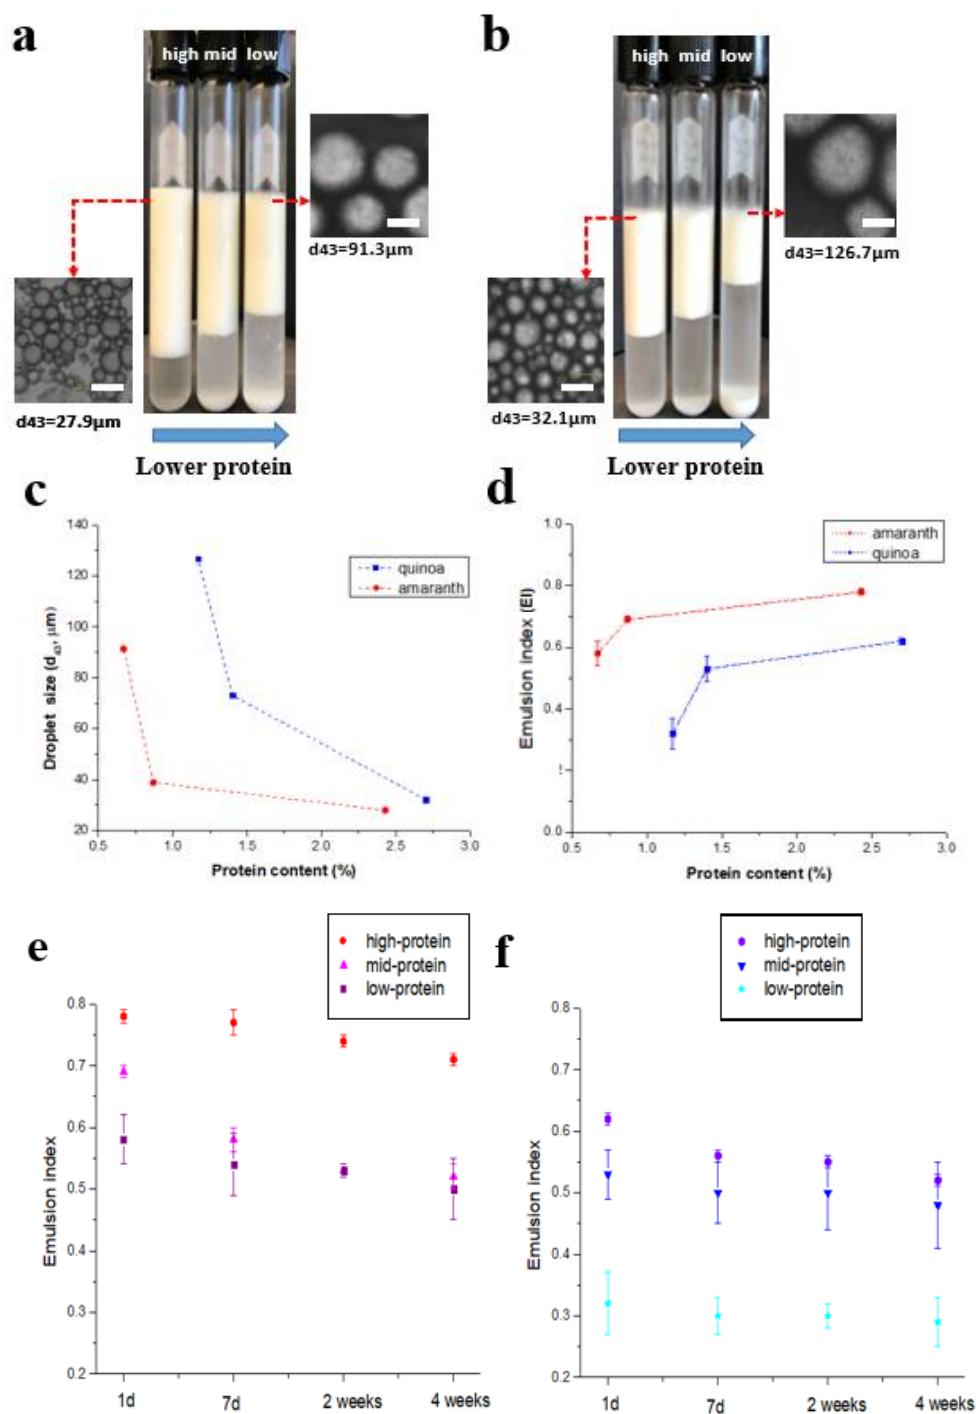 a
high mid low
d43=91.3µm
d43=27.9µm
Lower protein
b
high mid low
d43=126.7µm
d43=32.1µm
Lower protein
c
140
120
100
80
60
40
20
Droplet size (d43, µm)
quinoa
amaranth
0.5 1.0 1.5 2.0 2.5 3.0
Protein content (%)
d
1.0
0.8
0.6
0.4
0.0
Emulsion index (EI)
amaranth
quinoa
0.5 1.0 1.5 2.0 2.5 3.0
Protein content (%)
e
high-protein
mid-protein
low-protein
0.8
0.7
0.6
0.5
0.4
0.3
0.2
Emulsion index
1d 7d 2 weeks 4 weeks
f
high-protein
mid-protein
low-protein
0.8
0.7
0.6
0.5
0.4
0.3
0.2
Emulsion index
1d 7d 2 weeks 4 weeks